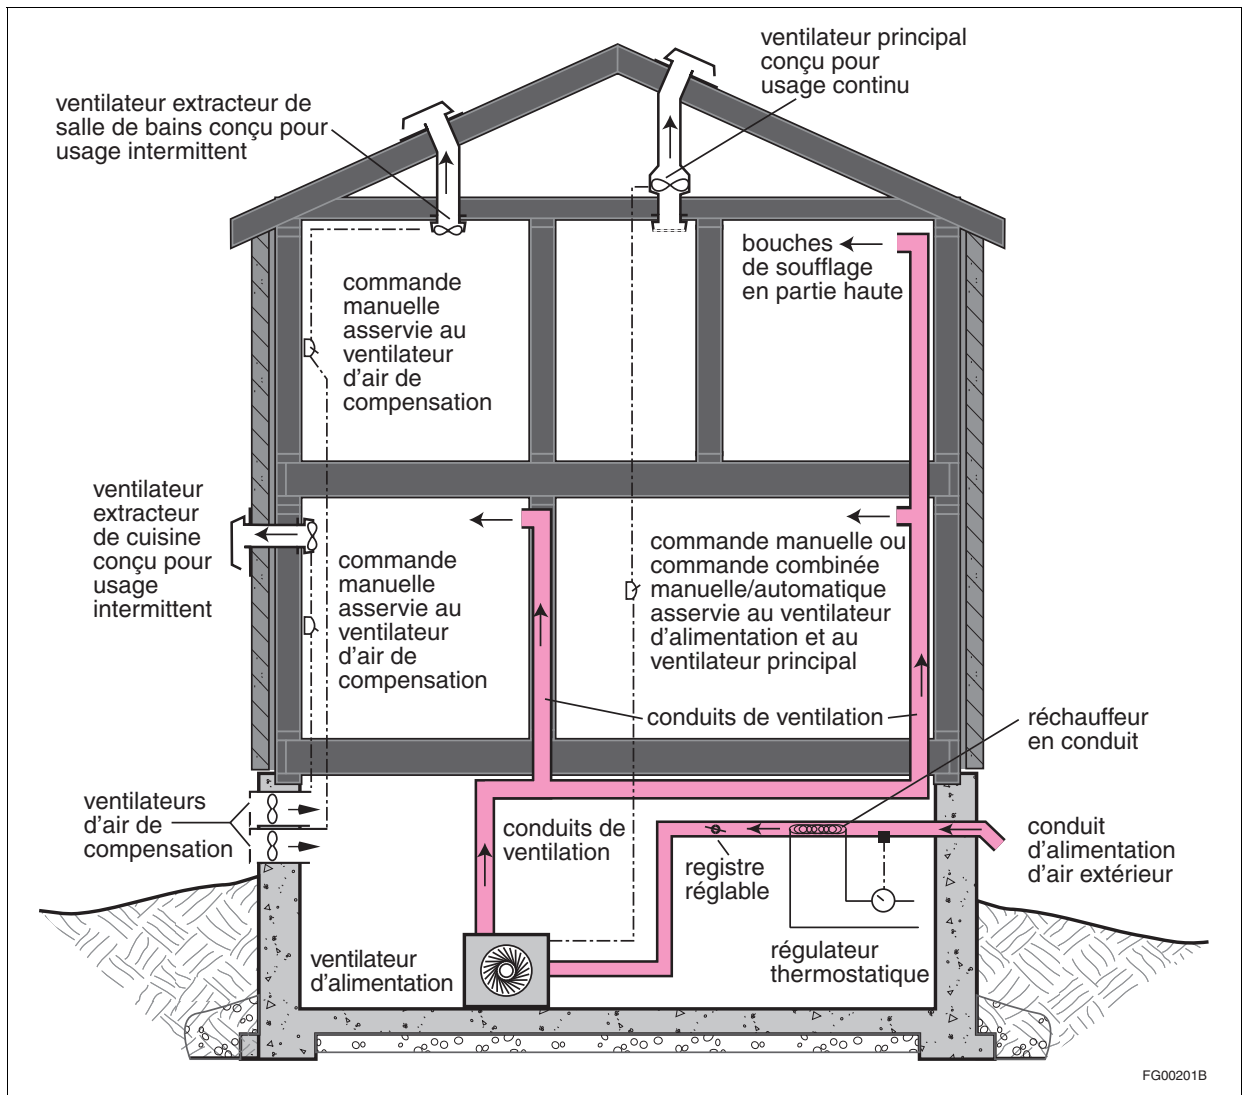 ventilateur principal
conçu pour
usage continu
ventilateur extracteur de
salle de bains conçu pour
usage intermittent
bouches
de soufflage
en partie haute
commande
manuelle
asservie au
ventilateur
d’air de
compensation
ventilateur
extracteur
de cuisine
conçu pour
usage
intermittent
commande
manuelle
asservie au
ventilateur
d’air de
compensation
commande manuelle ou
commande combinée
manuelle/automatique
asservie au ventilateur
d’alimentation et au
ventilateur principal
conduits de ventilation
réchauffeur
en conduit
ventilateurs
d’air de
compensation
conduits de
ventilation
registre
réglable
conduit
d’alimentation
d’air extérieur
ventilateur
d’alimentation
régulateur
thermostatique
FG00201B